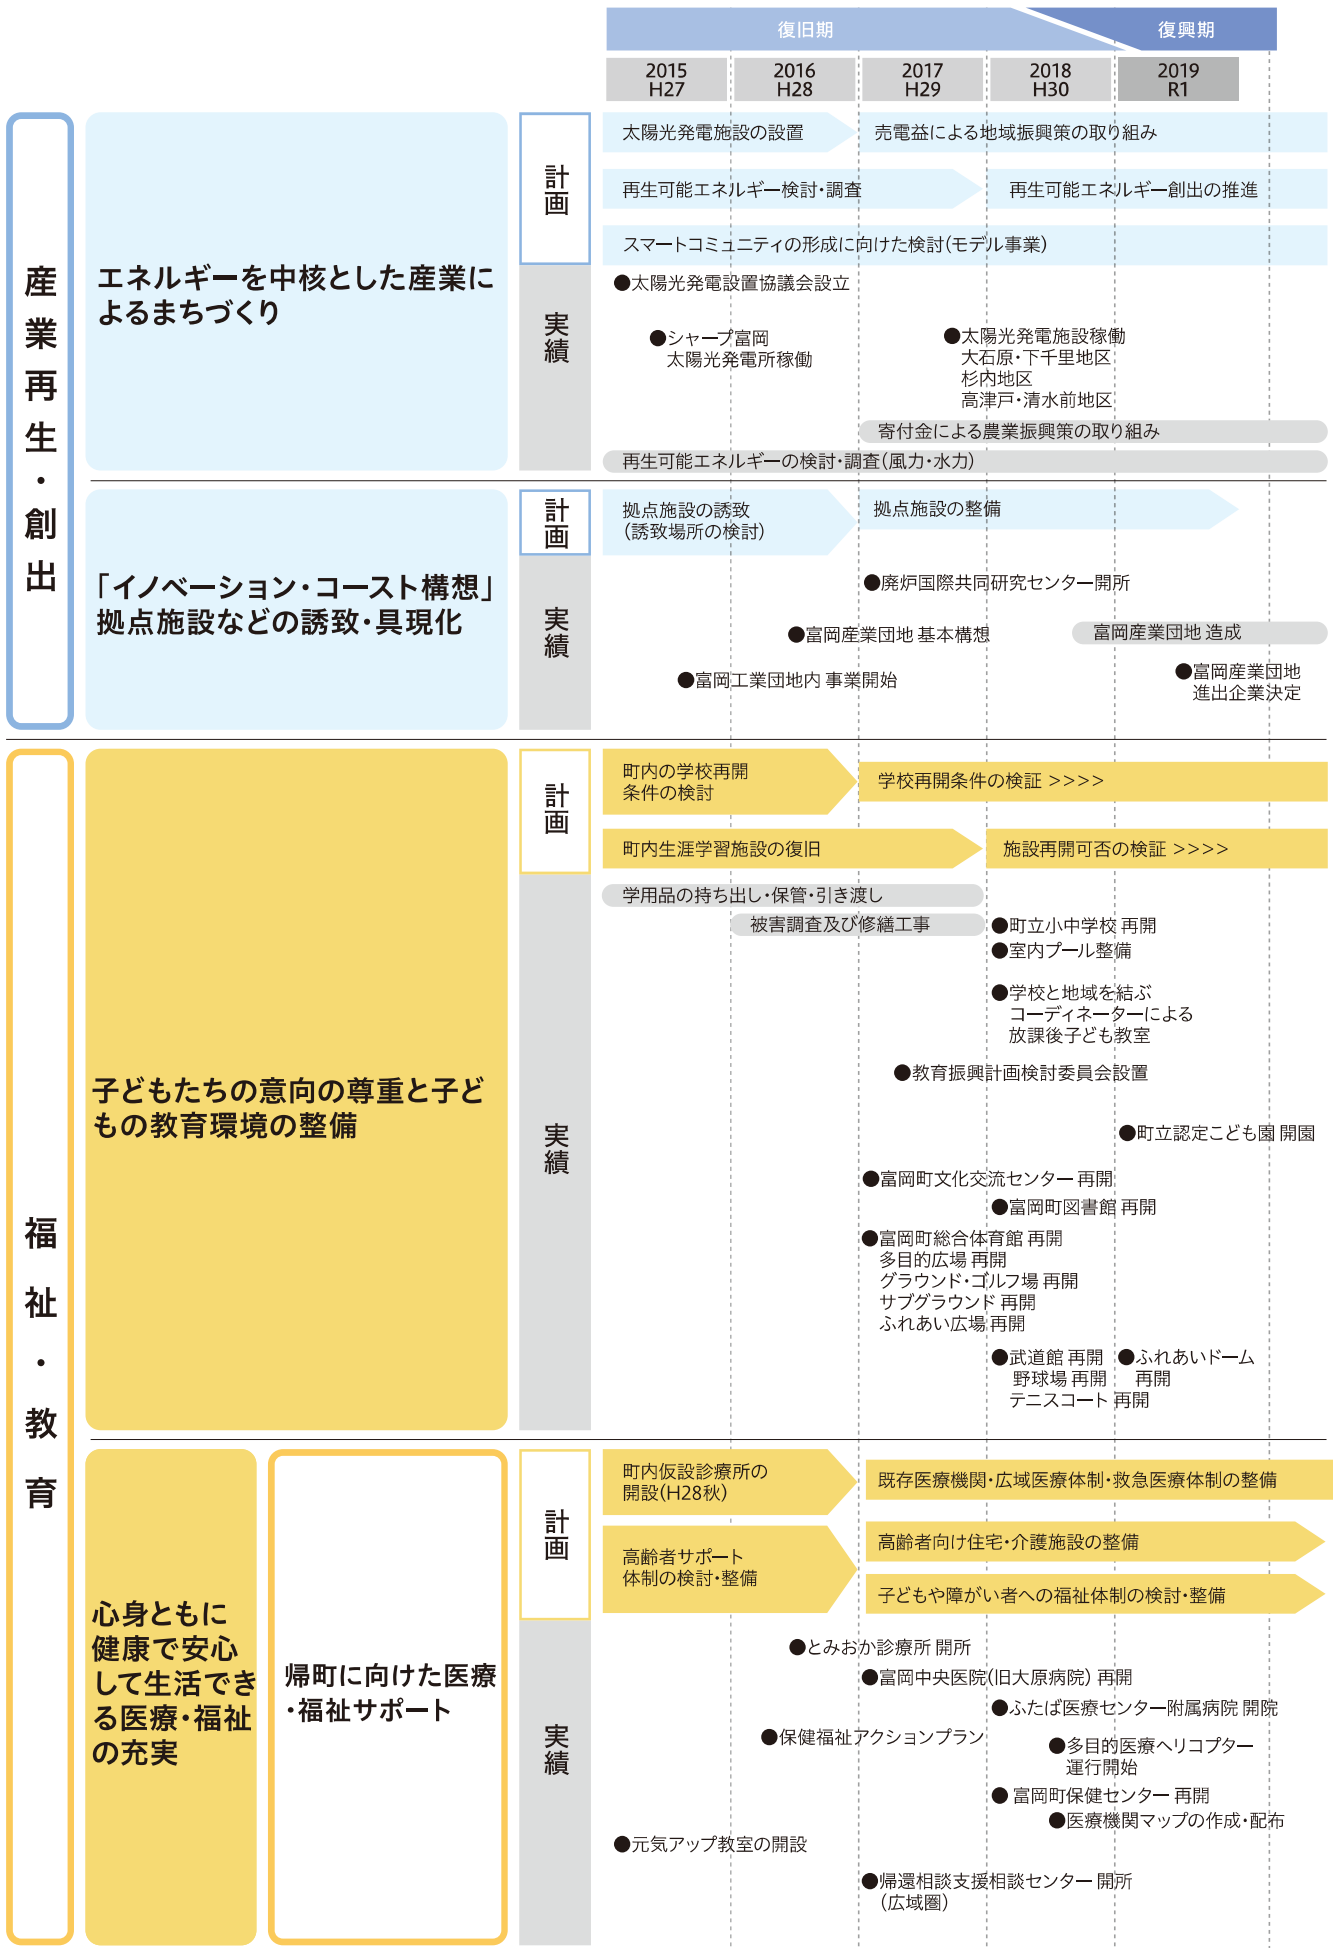 復旧期
復興期
2015
H27
2016
H28
2017
H29
2018
H30
2019
R1
産業再生・創出
エネルギーを中核とした産業に
よるまちづくり
計画
太陽光発電施設の設置
売電益による地域振興策の取り組み
再生可能エネルギー検討・調査
再生可能エネルギー創出の推進
スマートコミュニティの形成に向けた検討(モデル事業)
実績
●太陽光発電設置協議会設立
●シャープ富岡
太陽光発電所稼働
●太陽光発電施設稼働
大石原・下千里地区
杉内地区
高津戸・清水前地区
寄付金による農業振興策の取り組み
再生可能エネルギーの検討・調査(風力・水力)
「イノベーション・コースト構想」
拠点施設などの誘致・具現化
計画
拠点施設の誘致
(誘致場所の検討)
拠点施設の整備
実績
●廃炉国際共同研究センター開所
●富岡産業団地 基本構想
富岡産業団地 造成
●富岡工業団地内 事業開始
●富岡産業団地
進出企業決定
福祉・教育
子どもたちの意向の尊重と子ど
もの教育環境の整備
計画
町内の学校再開
条件の検討
学校再開条件の検証 >>>>
町内生涯学習施設の復旧
施設再開可否の検証 >>>>
実績
学用品の持ち出し・保管・引き渡し
被害調査及び修繕工事
●町立小中学校 再開
●室内プール整備
●学校と地域を結ぶ
コーディネーターによる
放課後子ども教室
●教育振興計画検討委員会設置
●町立認定こども園 開園
●富岡町文化交流センター 再開
●富岡町図書館 再開
●富岡町総合体育館 再開
多目的広場 再開
グラウンド・ゴルフ場 再開
サブグラウンド 再開
ふれあい広場 再開
●武道館 再開
野球場 再開
テニスコート 再開
●ふれあいドーム
再開
心身ともに
健康で安心
して生活でき
る医療・福祉
の充実
帰町に向けた医療
・福祉サポート
計画
町内仮設診療所の
開設(H28秋)
既存医療機関・広域医療体制・救急医療体制の整備
高齢者サポート
体制の検討・整備
高齢者向け住宅・介護施設の整備
子どもや障がい者への福祉体制の検討・整備
実績
●とみおか診療所 開所
●富岡中央医院(旧大原病院) 再開
●ふたば医療センター附属病院 開院
●保健福祉アクションプラン
●多目的医療ヘリコプター
運行開始
●富岡町保健センター 再開
●医療機関マップの作成・配布
●元気アップ教室の開設
●帰還相談支援相談センター 開所
(広域圏)